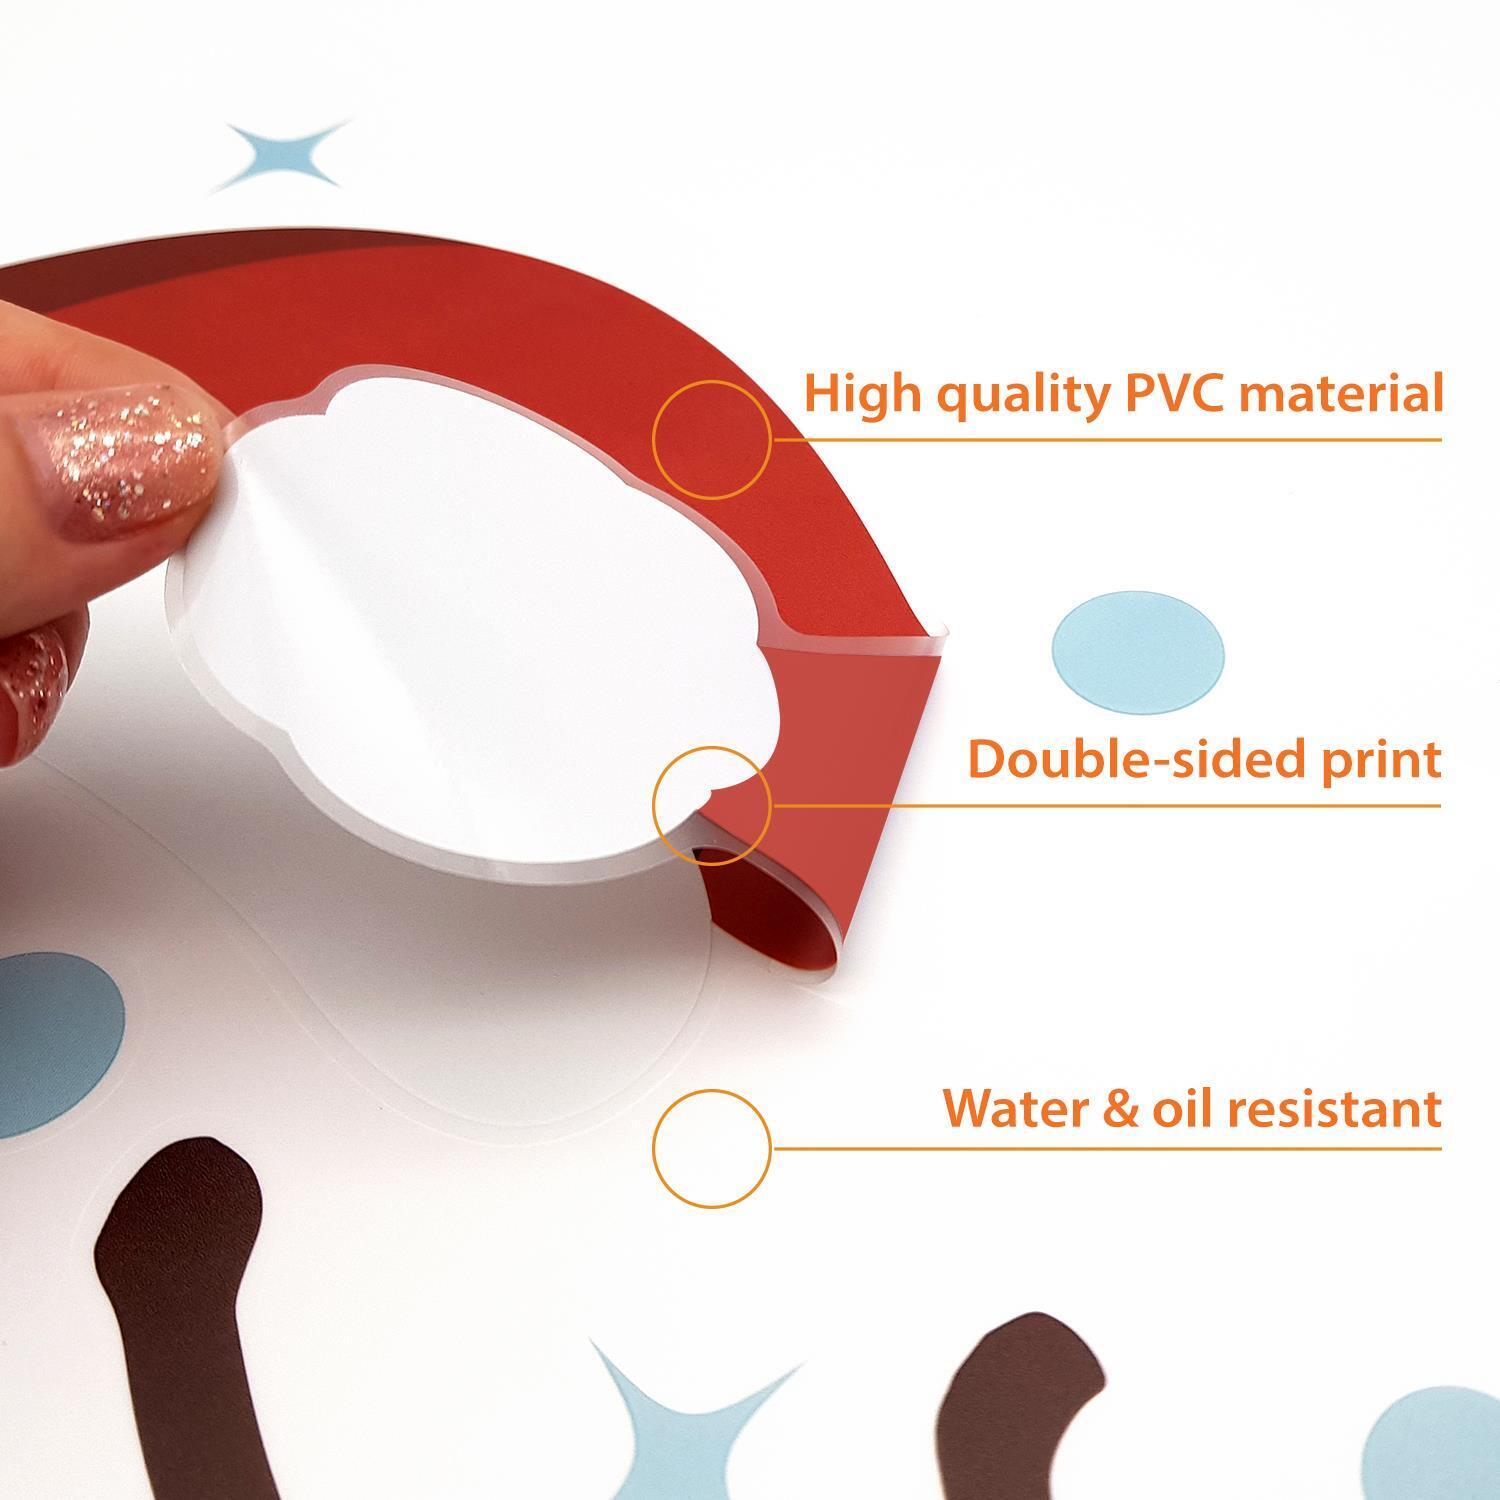 High quality PVC material
Double-sided print
Water & oil resistant